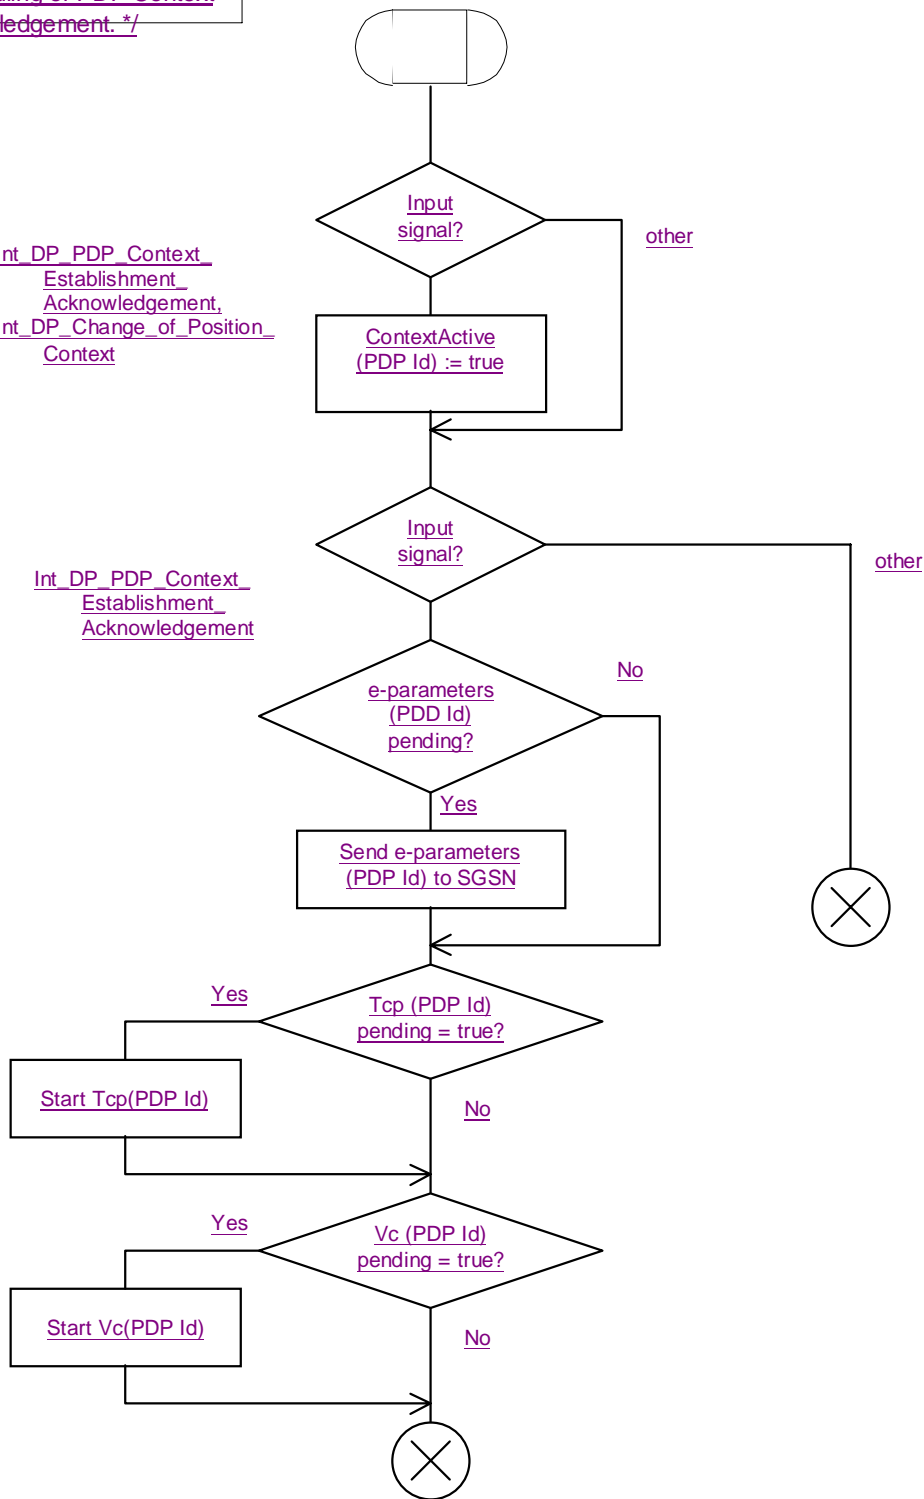 ledgement. */
Input
signal?
other
Int_DP_PDP_Context_
Establishment_
Acknowledgement,
Int_DP_Change_of_Position_
Context
ContextActive
(PDP Id) := true
Input
signal?
other
Int_DP_PDP_Context_
Establishment_
Acknowledgement
e-parameters
(PDD Id)
pending?
No
Yes
Send e-parameters
(PDP Id) to SGSN
Yes
Tcp (PDP Id)
pending = true?
Start Tcp(PDP Id)
No
Yes
Vc (PDP Id)
pending = true?
Start Vc(PDP Id)
No